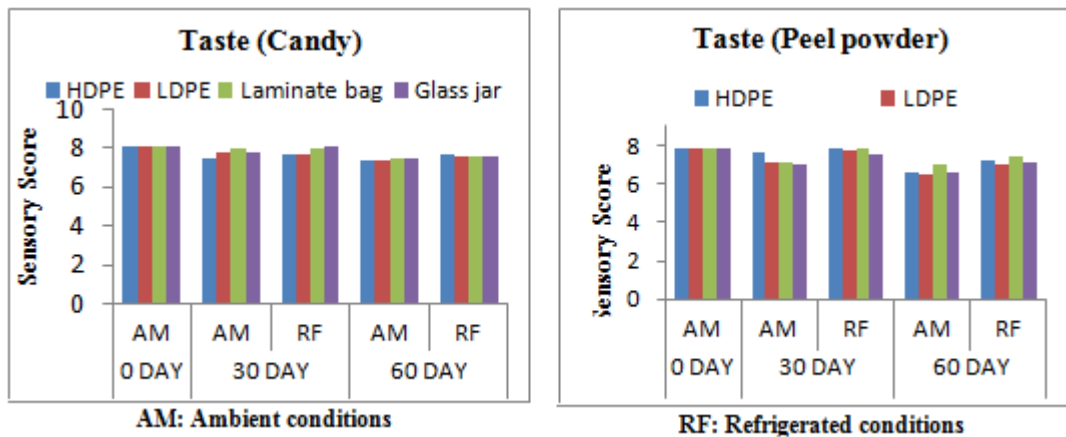 Taste (Candy)
HDPE LDPE Laminate bag Glass jar
10
8
6
4
2
0
Sensory Score
AM AM RF AM RF
0 DAY 30 DAY 60 DAY
AM: Ambient conditions
Taste (Peel powder)
HDPE LDPE
8
6
4
2
0
Sensory Score
AM AM RF AM RF
0 DAY 30 DAY 60 DAY
RF: Refrigerated conditions